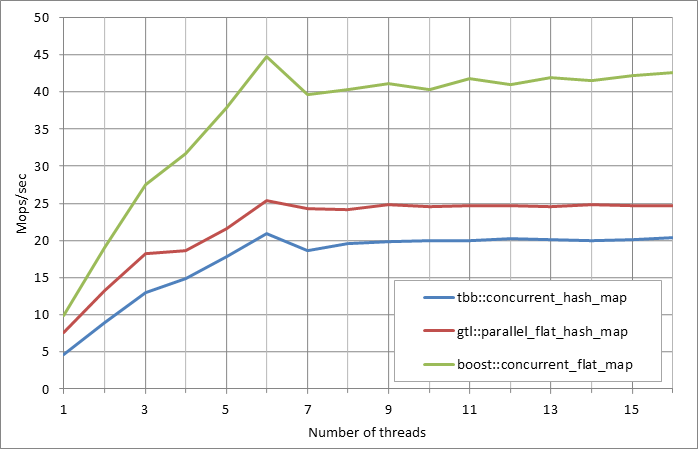 50
45
40
35
30
25
20
15
10
5
0
Mops/sec
1 3 5 7 9 11 13 15
Number of threads
tbb::concurrent_hash_map
gtl::parallel_flat_hash_map
boost::concurrent_flat_map